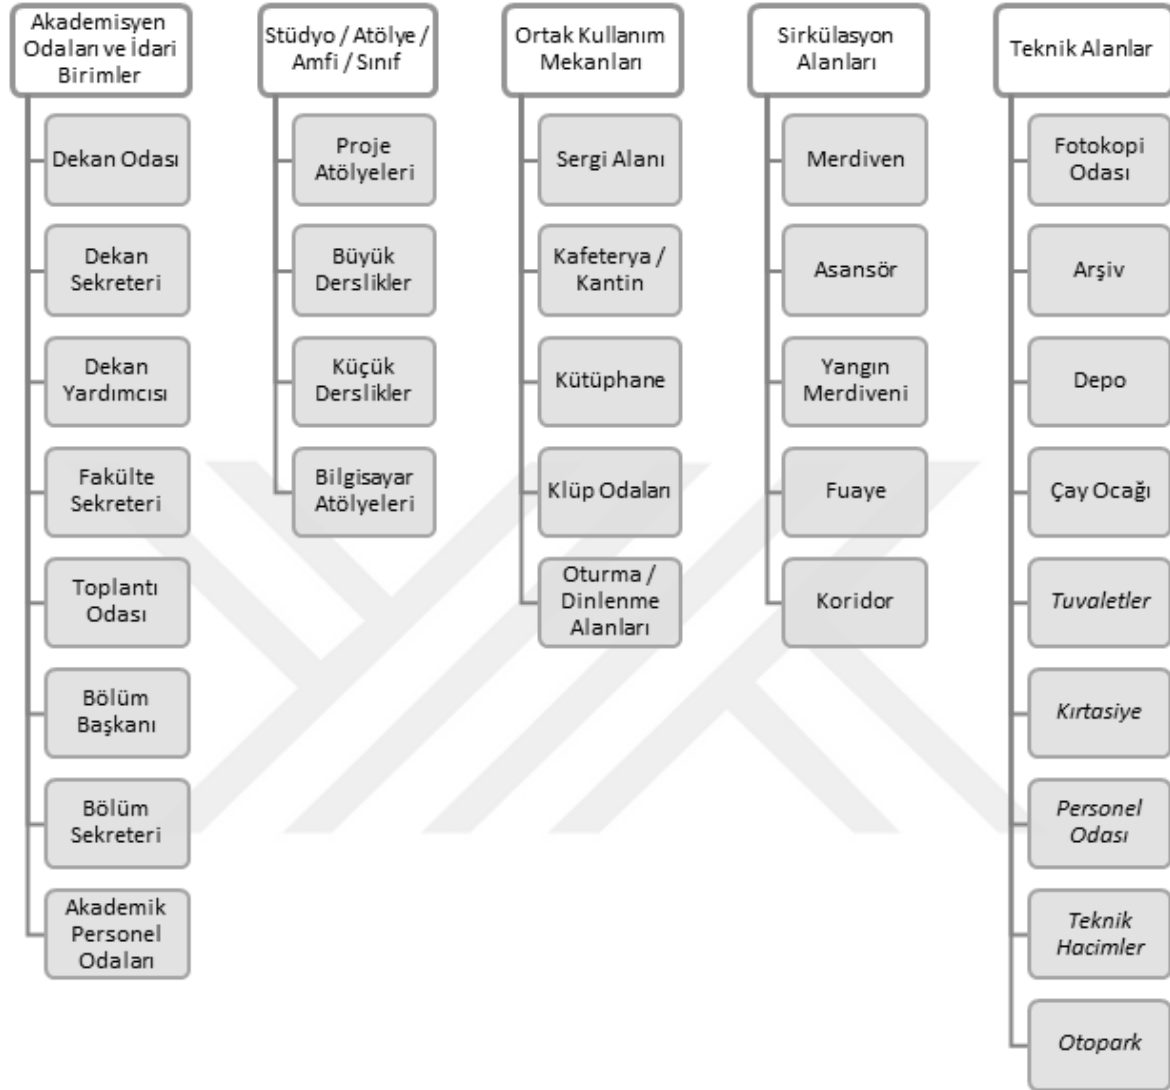 Akademisyen
Odaları ve İdari
Birimler
Dekan Odası
Dekan
Sekreteri
Dekan
Yardımcısı
Fakülte
Sekreteri
Toplantı
Odası
Bölüm
Başkanı
Bölüm
Sekreteri
Akademik
Personel
Odaları
Stüdyo / Atölye /
Amfi / Sınıf
Proje
Atölyeleri
Büyük
Derslikler
Küçük
Derslikler
Bilgisayar
Atölyeleri
Ortak Kullanım
Mekanları
Sergi Alanı
Kafeterya /
Kantin
Kütüphane
Klüp Odaları
Oturma /
Dinlenme
Alanları
Sirkülasyon
Alanları
Merdiven
Asansör
Yangın
Merdiveni
Fuaye
Koridor
Teknik Alanlar
Fotokopi
Odası
Arşiv
Depo
Çay Ocağı
Tuvaletler
Kırtasiye
Personel
Odası
Teknik
Hacimler
Otopark